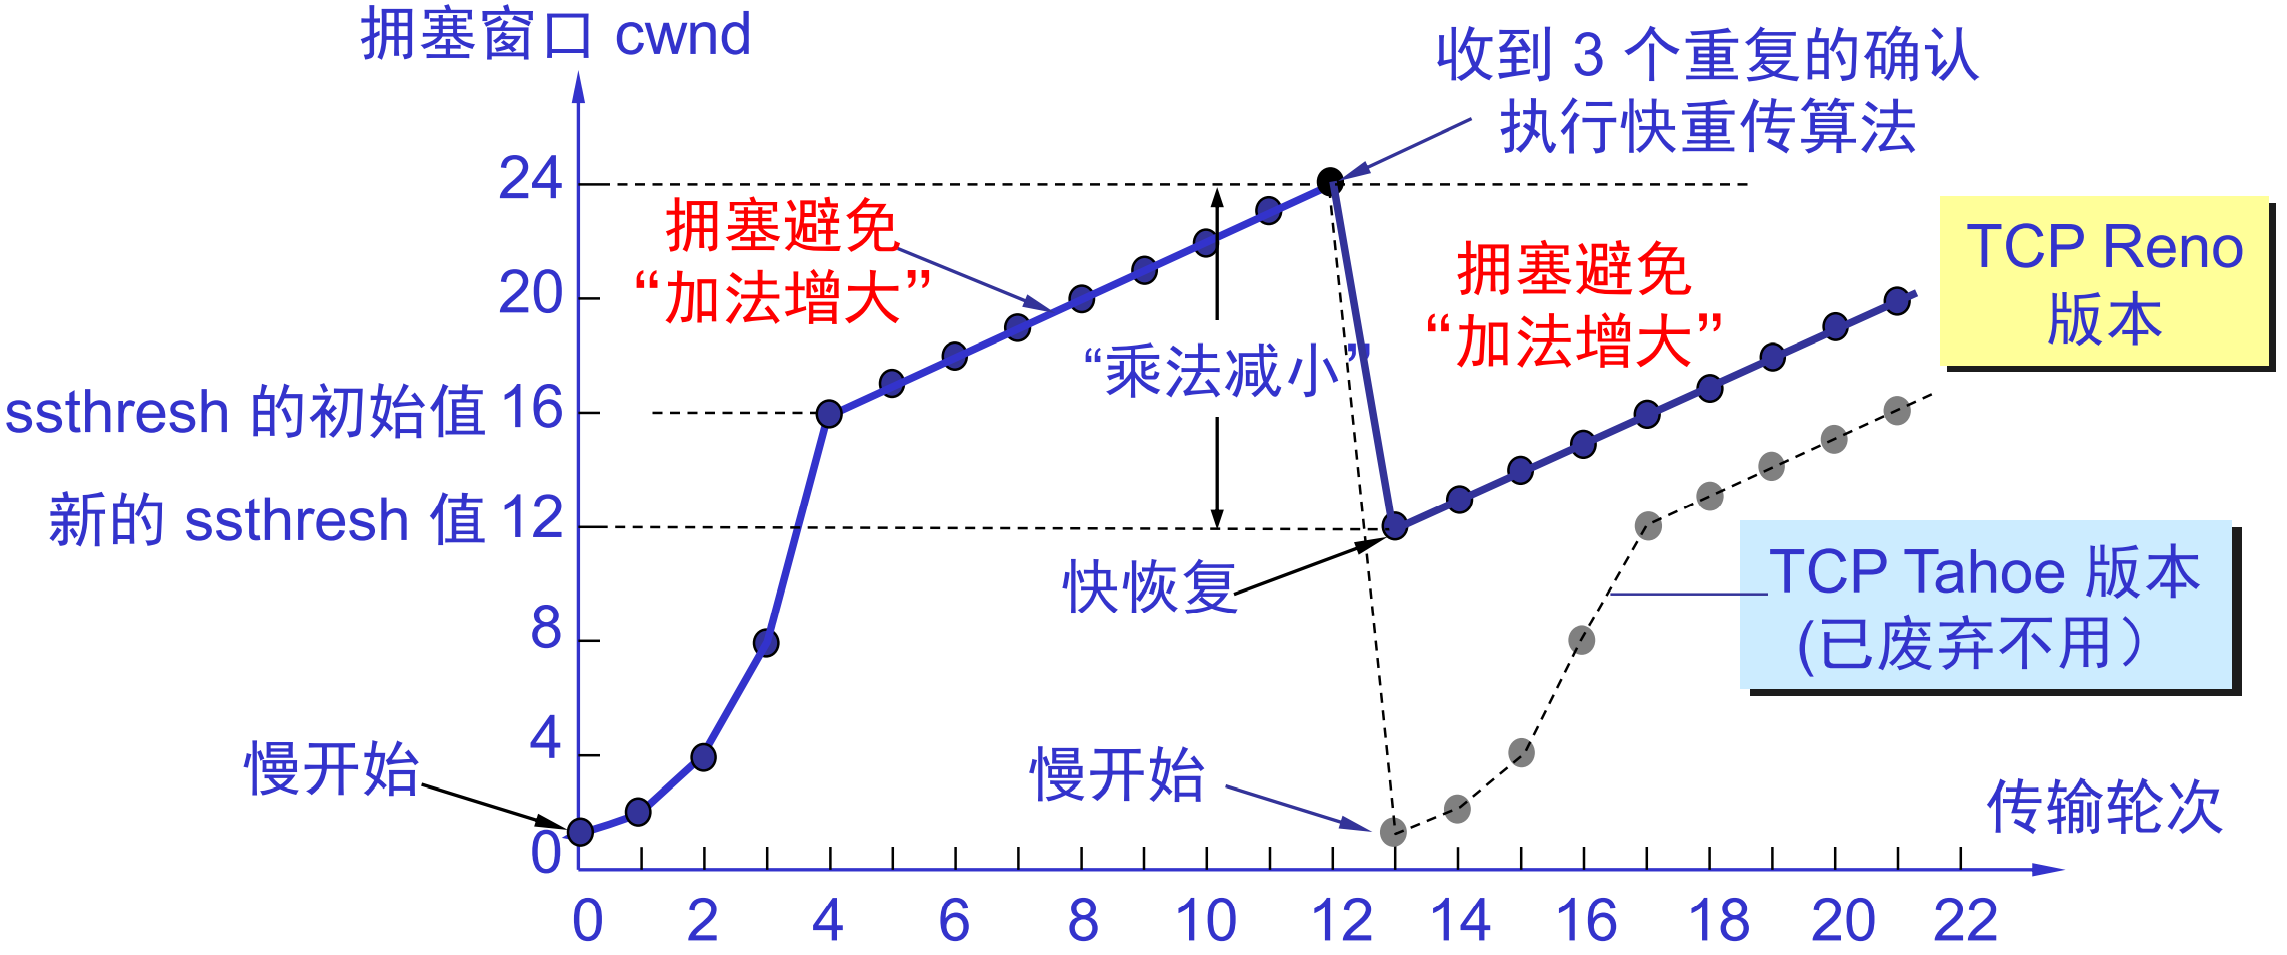 拥塞窗口 cwnd
收到 3 个重复的确认
执行快重传算法
24
拥塞避免
“加法增大”
TCP Reno
版本
20
拥塞避免
“加法增大”
“乘法减小”
ssthresh 的初始值 16
新的 ssthresh 值 12
快恢复
TCP Tahoe 版本
(已废弃不用）
8
4
慢开始
慢开始
传输轮次
0
0 2 4 6 8 10 12 14 16 18 20 22